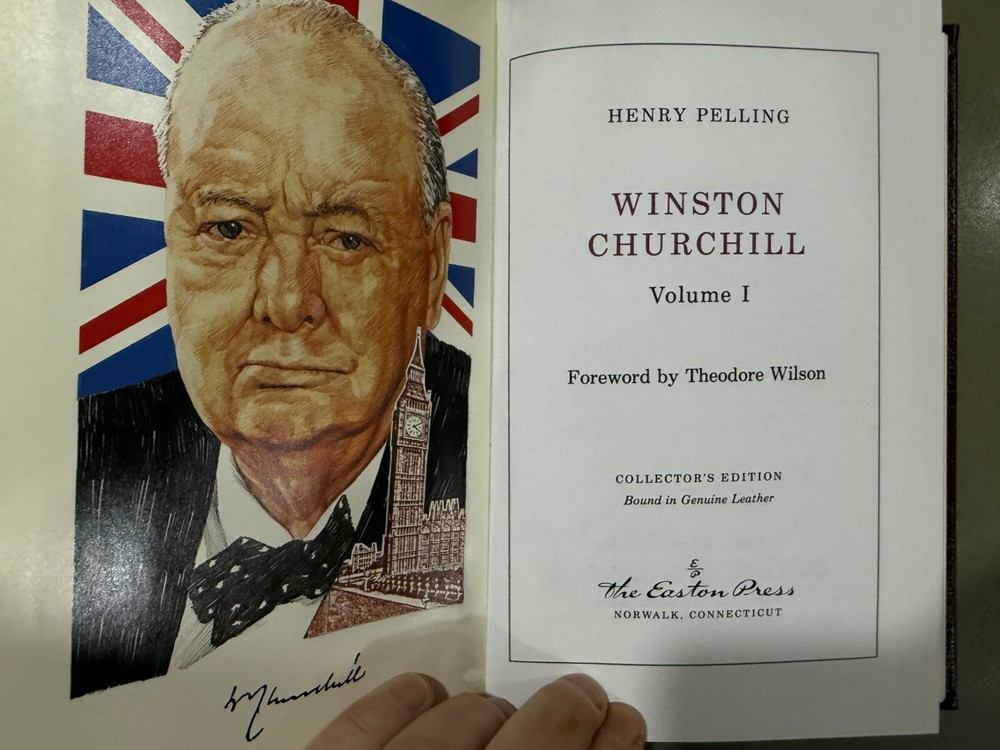 W Churchill
HENRY PELLING
WINSTON
CHURCHILL
Volume I
Foreword by Theodore Wilson
COLLECTOR'S EDITION
Bound in Genuine Leather
E
P
The Easton Press
NORWALK, CONNECTICUT